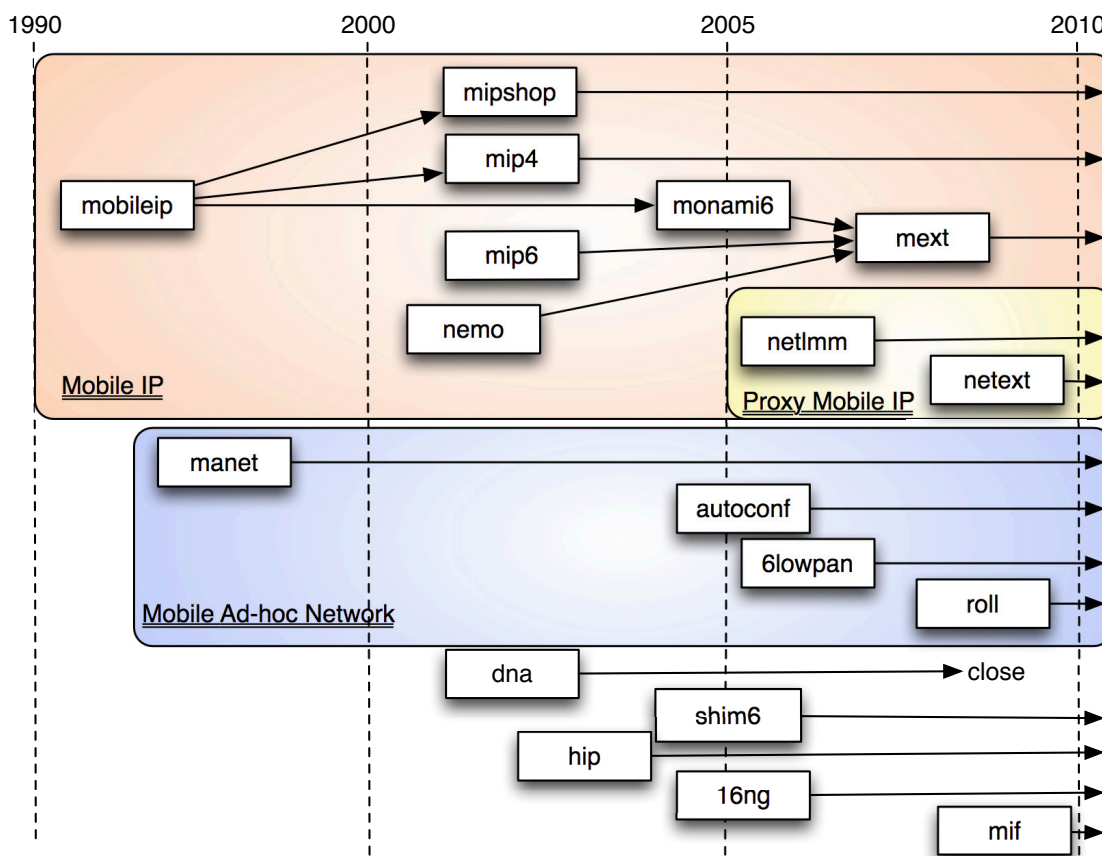 1990 2000 2005 2010
mipshop
mip4
mobileip monami6
mext
mip6
nemo netlmm
netext
Mobile IP Proxy Mobile IP
manet
autoconf
6lowpan
roll
Mobile Ad-hoc Network
dna close
shim6
hip
16ng
mif